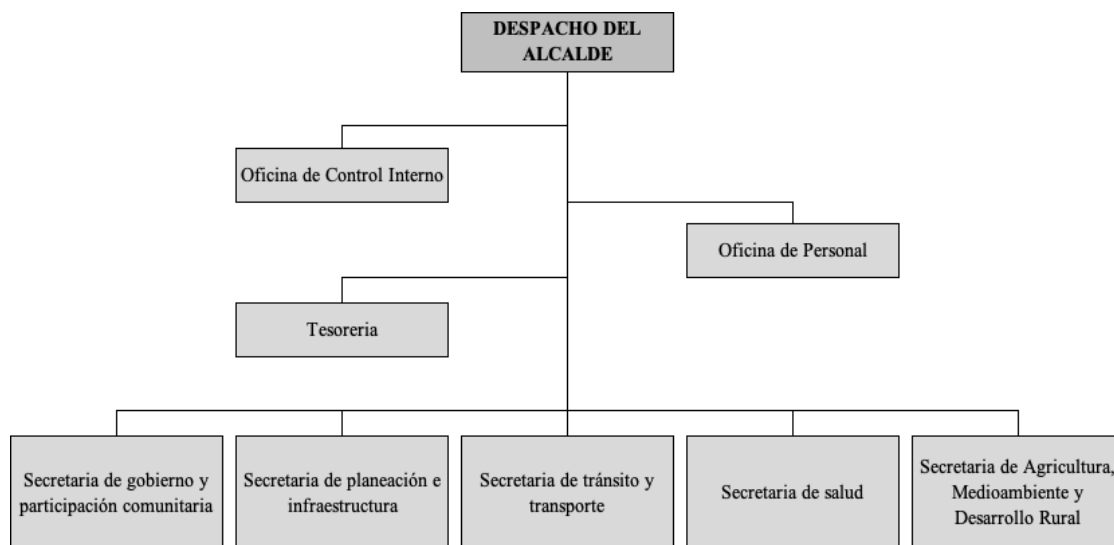 DESPACHO DEL
ALCALDE
Oficina de Control Interno
Oficina de Personal
Tesoreria
Secretaria de gobierno y
participación comunitaria
Secretaria de planeación e
infraestructura
Secretaria de tránsito y
transporte
Secretaria de salud
Secretaria de Agricultura,
Medioambiente y
Desarrollo Rural